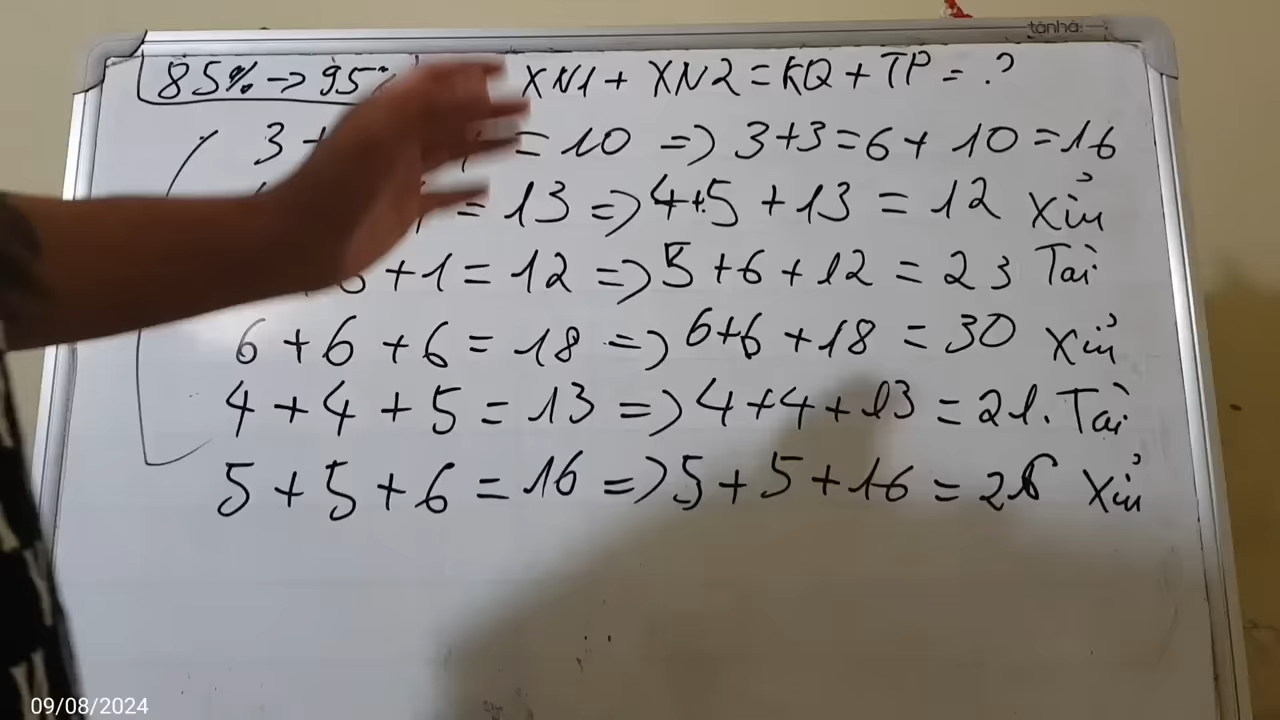 tânhà
85% → 95% XN1 + XN2 = KQ + TP = ?
3 + = 10 => 3+3 = 6 + 10 = 16
= 13 => 4+5 + 13 = 12 Xỉu
+ 1 = 12 => 5 + 6 + 12 = 23 Tài
6 + 6 + 6 = 18 => 6+6 + 18 = 30 Xỉu
4 + 4 + 5 = 13 => 4+4+13 = 21. Tài
5 + 5 + 6 = 16 => 5+5+16 = 26 Xỉu
09/08/2024